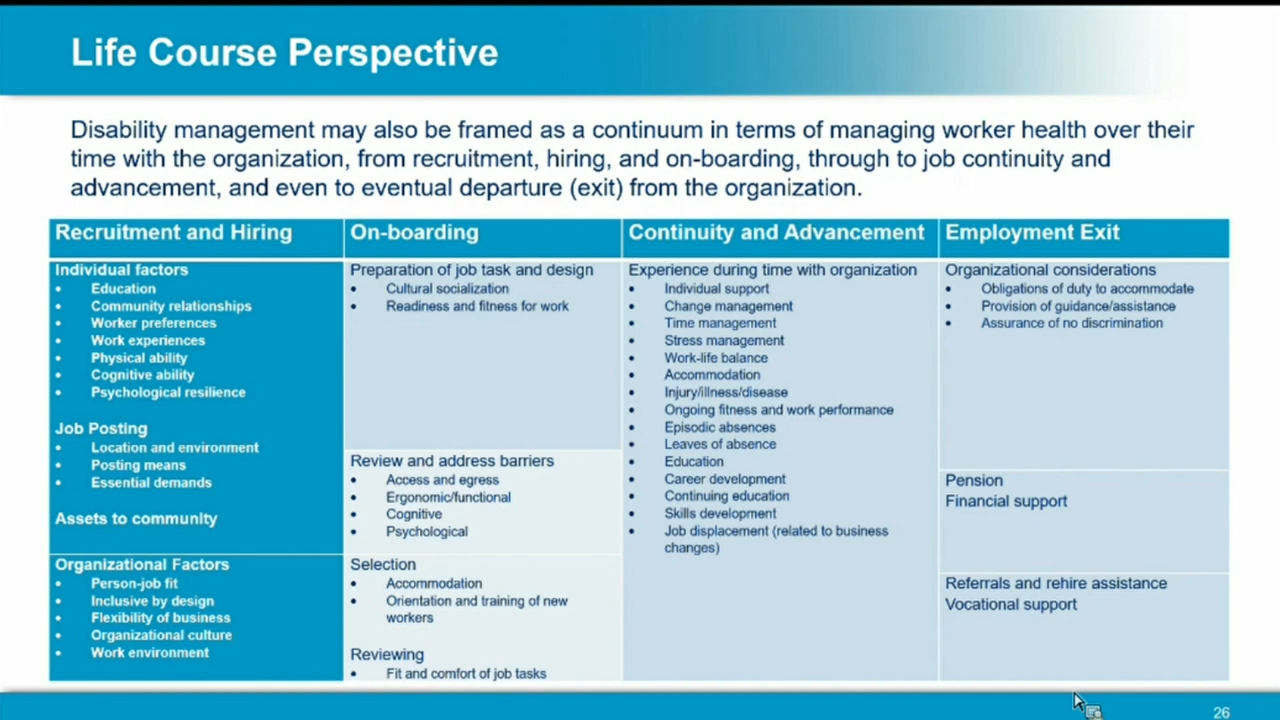 Life Course Perspective
Disability management may also be framed as a continuum in terms of managing worker health over their
time with the organization, from recruitment, hiring, and on-boarding, through to job continuity and
advancement, and even to eventual departure (exit) from the organization.
Recruitment and Hiring
Individual factors
• Education
• Community relationships
• Worker preferences
• Work experiences
• Physical ability
• Cognitive ability
• Psychological resilience
Job Posting
• Location and environment
• Posting means
• Essential demands
Assets to community
Organizational Factors
• Person-job fit
• Inclusive by design
• Flexibility of business
• Organizational culture
• Work environment
On-boarding
Preparation of job task and design
• Cultural socialization
• Readiness and fitness for work
Review and address barriers
• Access and egress
• Ergonomic/functional
• Cognitive
• Psychological
Selection
• Accommodation
• Orientation and training of new
workers
Reviewing
• Fit and comfort of job tasks
Continuity and Advancement
Experience during time with organization
• Individual support
• Change management
• Time management
• Stress management
• Work-life balance
• Accommodation
• Injury/illness/disease
• Ongoing fitness and work performance
• Episodic absences
• Leaves of absence
• Education
• Career development
• Continuing education
• Skills development
• Job displacement (related to business
changes)
Employment Exit
Organizational considerations
• Obligations of duty to accommodate
• Provision of guidance/assistance
• Assurance of no discrimination
Pension
Financial support
Referrals and rehire assistance
Vocational support
26